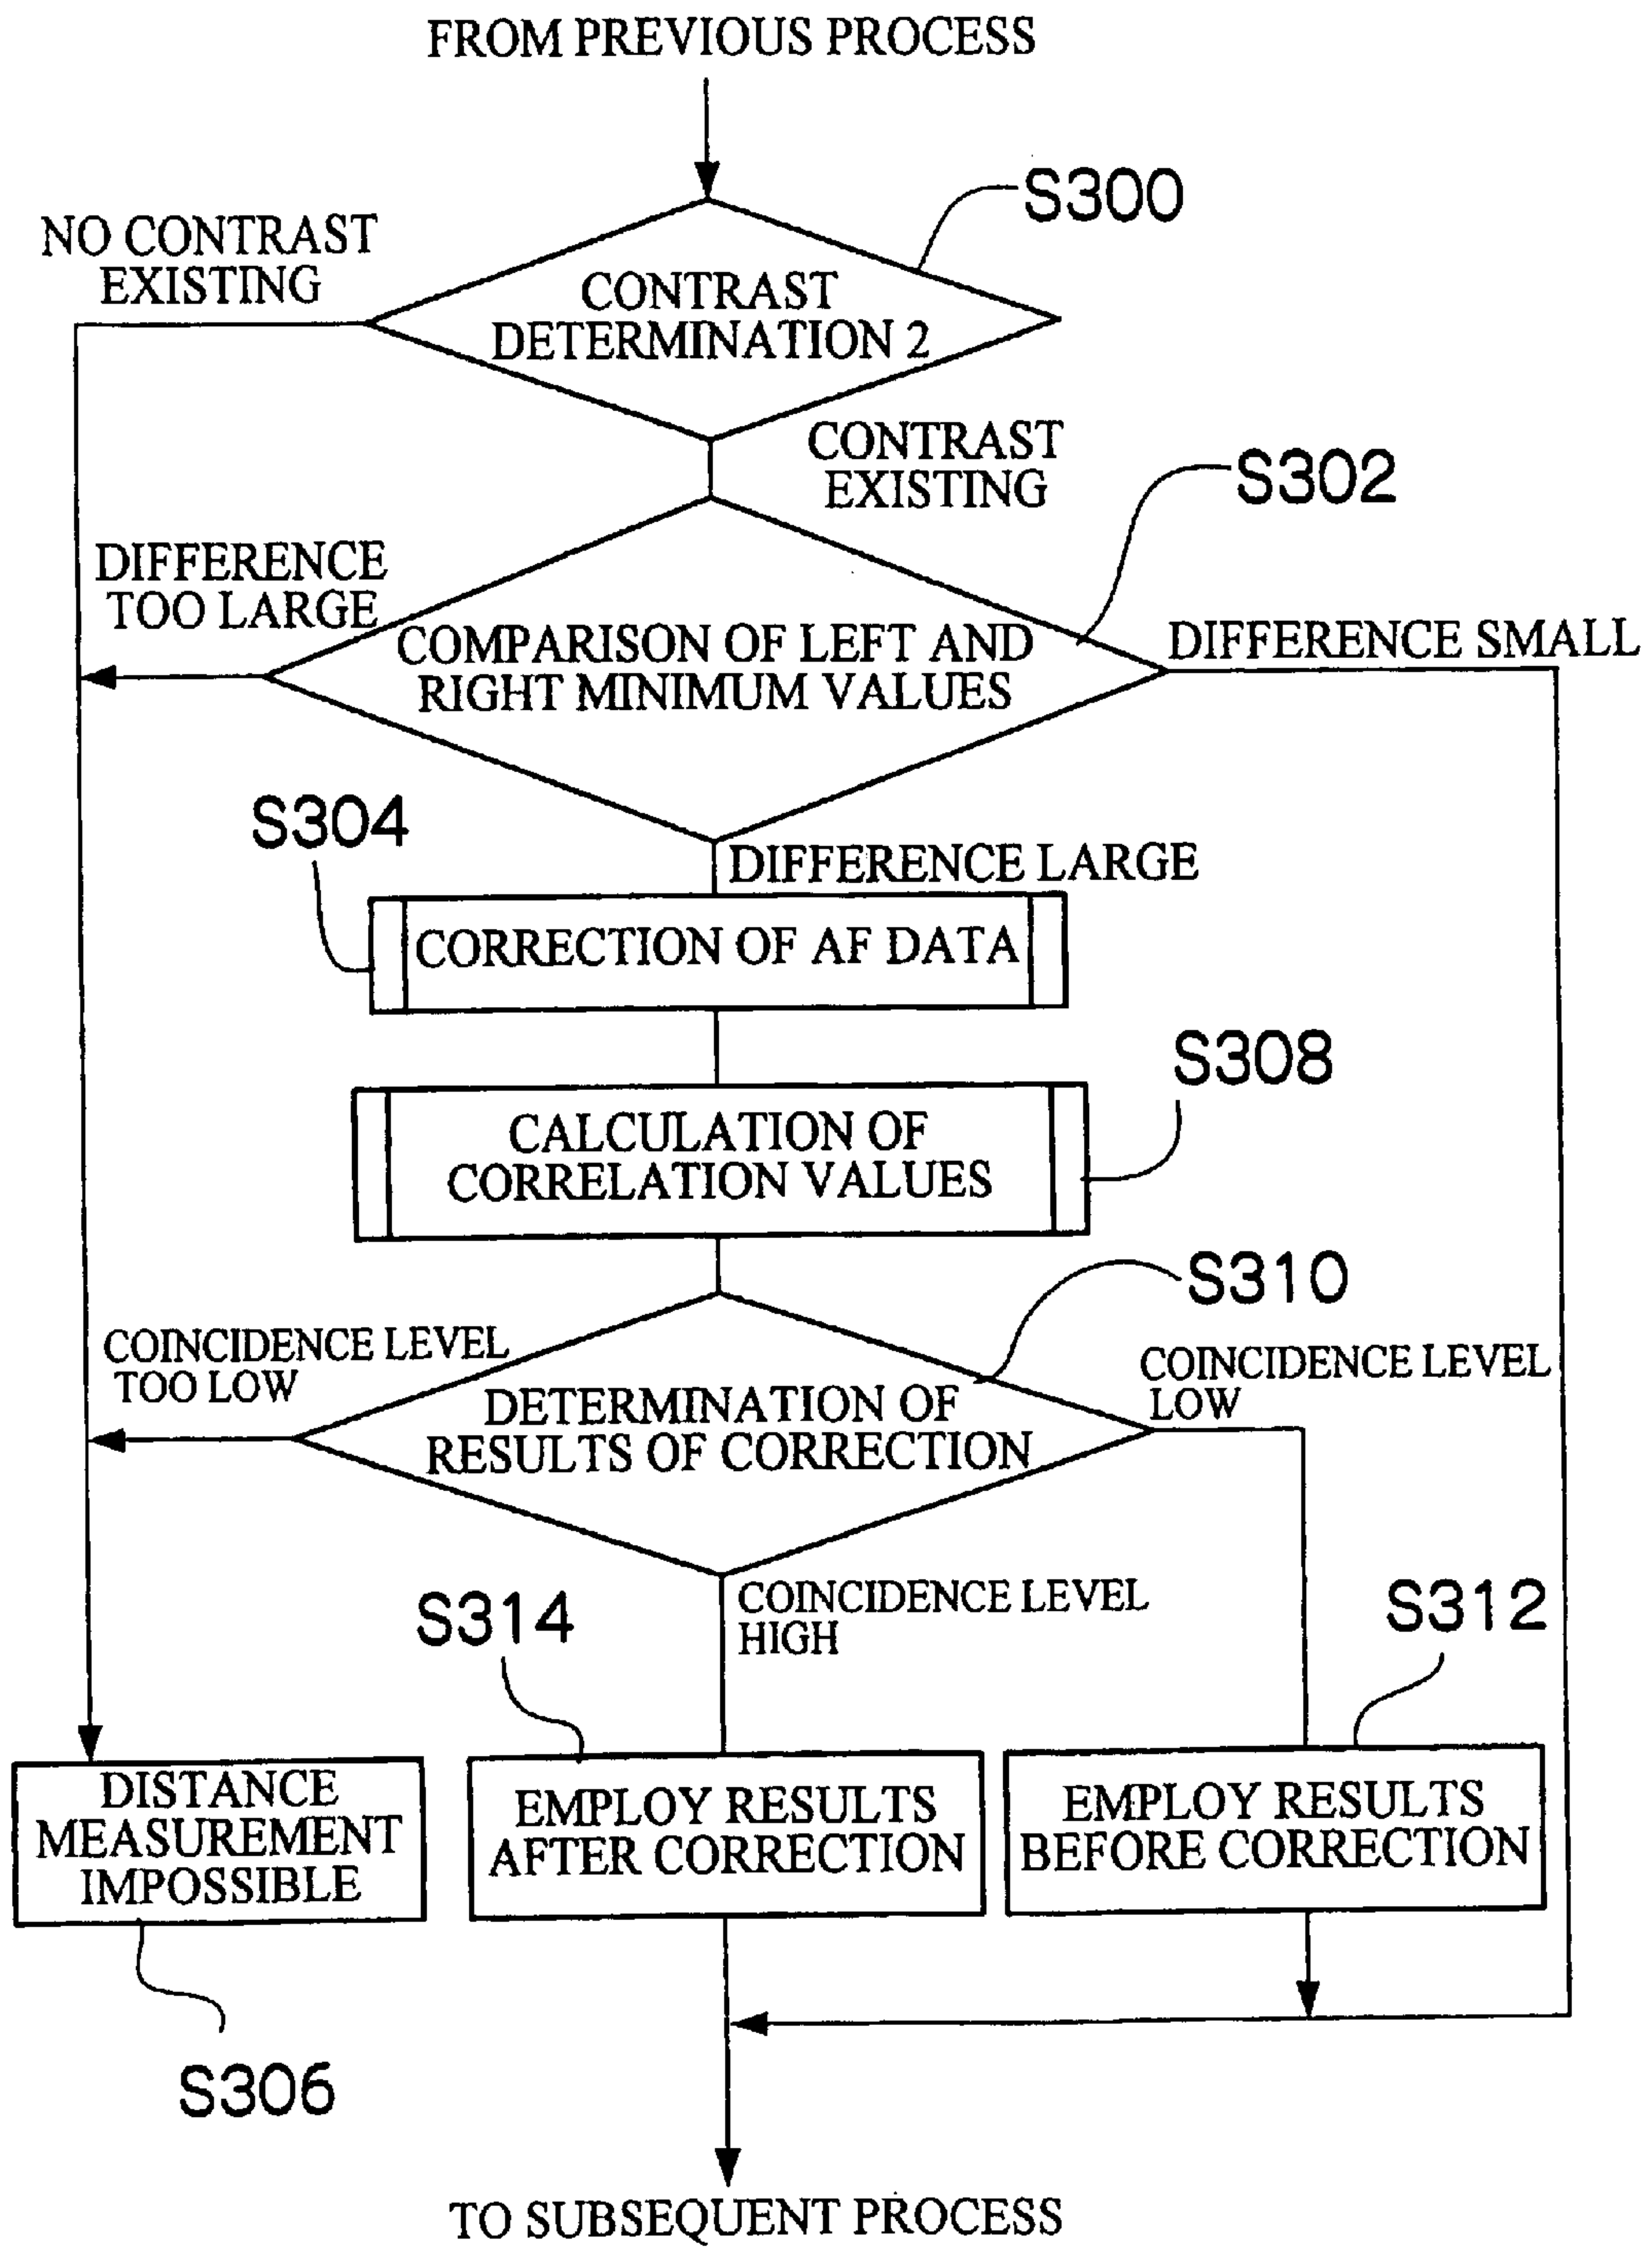 FROM PREVIOUS PROCESS
S300
NO CONTRAST
EXISTING
CONTRAST
DETERMINATION 2
CONTRAST
EXISTING
S302
DIFFERENCE
TOO LARGE
COMPARISON OF LEFT AND
RIGHT MINIMUM VALUES
DIFFERENCE SMALL
S304
DIFFERENCE LARGE
CORRECTION OF AF DATA
S308
CALCULATION OF
CORRELATION VALUES
S310
COINCIDENCE LEVEL
TOO LOW
COINCIDENCE LEVEL
LOW
DETERMINATION OF
RESULTS OF CORRECTION
COINCIDENCE LEVEL
HIGH
S314
S312
DISTANCE
MEASUREMENT
IMPOSSIBLE
EMPLOY RESULTS
AFTER CORRECTION
EMPLOY RESULTS
BEFORE CORRECTION
S306
TO SUBSEQUENT PROCESS